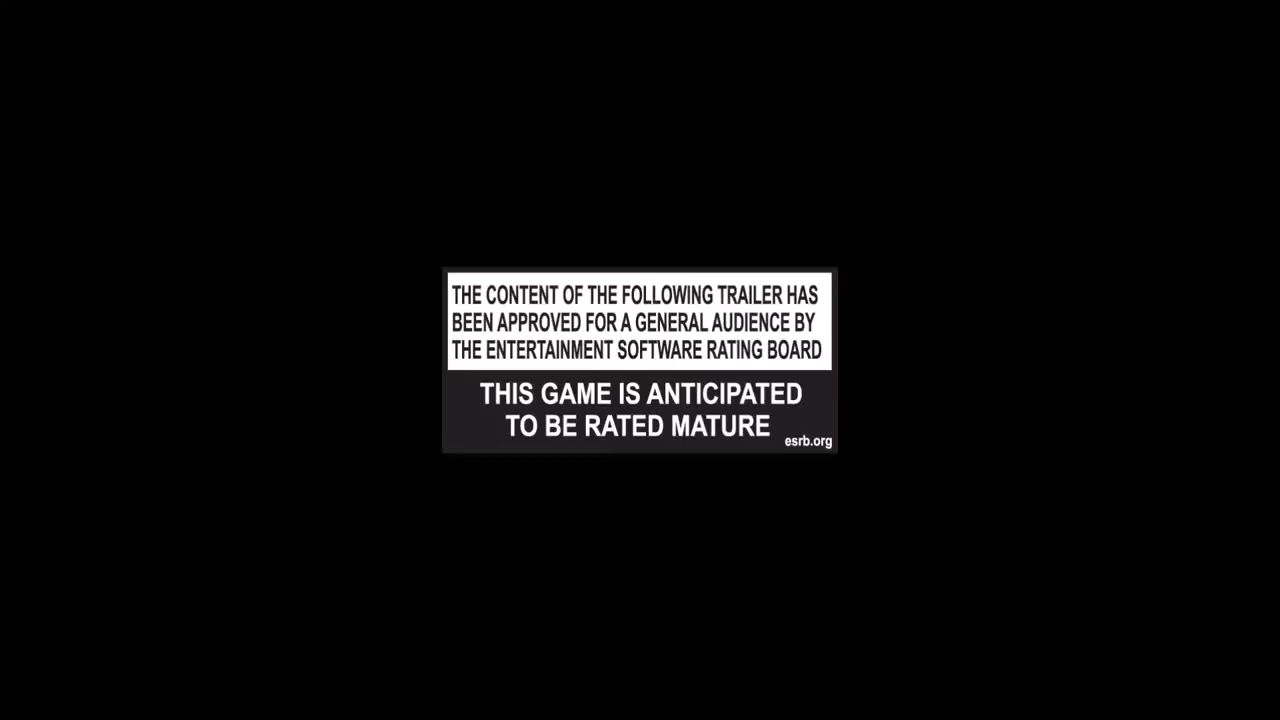 THE CONTENT OF THE FOLLOWING TRAILER HAS
BEEN APPROVED FOR A GENERAL AUDIENCE BY
THE ENTERTAINMENT SOFTWARE RATING BOARD
THIS GAME IS ANTICIPATED
TO BE RATED MATURE
esrb.org